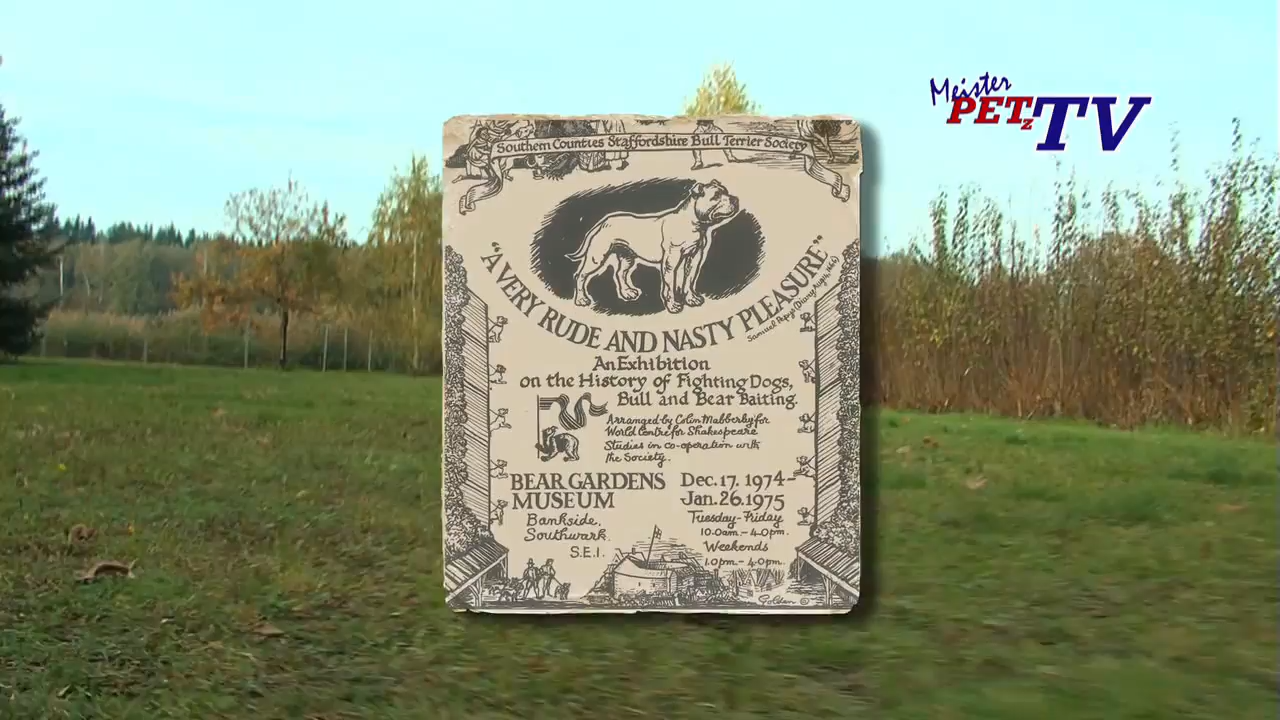 Meister
PETz TV
Southern Counties Staffordshire Bull Terrier Society
"A VERY RUDE AND NASTY PLEASURE"
Samuel Pepys (Diary
An Exhibition
on the History of Fighting Dogs,
Bull and Bear Baiting.
Arranged by Colin Mabberley for
World Centre for Shakespeare
Studies in co-operation with
the Society.
BEAR GARDENS
MUSEUM
Bankside,
Southwark.
S.E.1.
Dec. 17. 1974-
Jan. 26. 1975
Tuesday-Friday
10.0am.-4.0pm.
Weekends
1.0pm.-4.0pm.